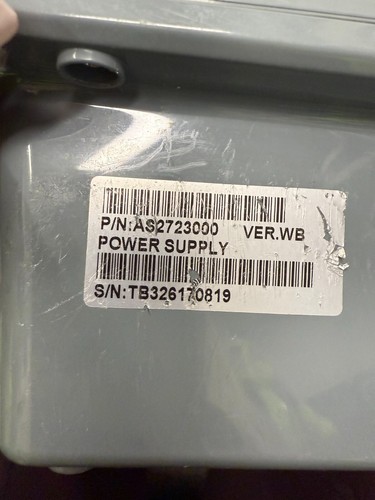 P/N:AS2723000 VER.WB
POWER SUPPLY
S/N:TB326170819